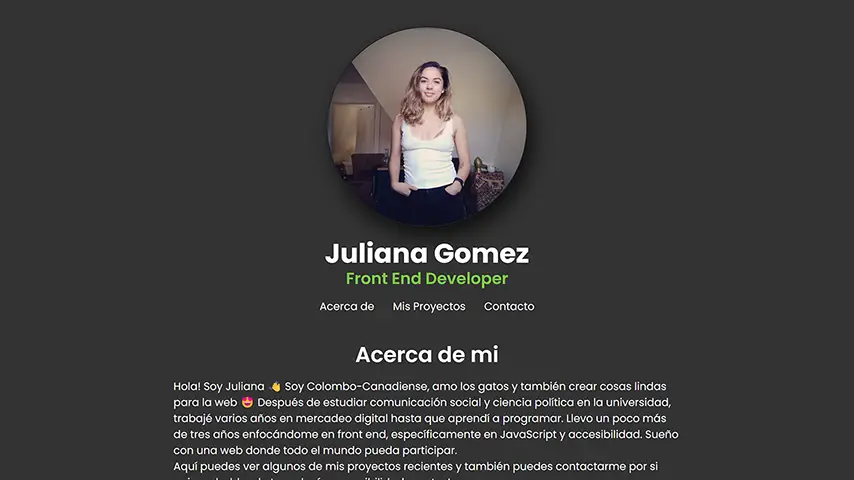 Juliana Gomez
Front End Developer
Acerca de Mis Proyectos Contacto
Acerca de mi
Hola! Soy Juliana 👋 Soy Colombo-Canadiense, amo los gatos y también crear cosas lindas
para la web 😍 Después de estudiar comunicación social y ciencia política en la universidad,
trabajé varios años en mercadeo digital hasta que aprendí a programar. Llevo un poco más
de tres años enfocándome en front end, específicamente en JavaScript y accesibilidad. Sueño
con una web donde todo el mundo pueda participar.
Aquí puedes ver algunos de mis proyectos recientes y también puedes contactarme por si